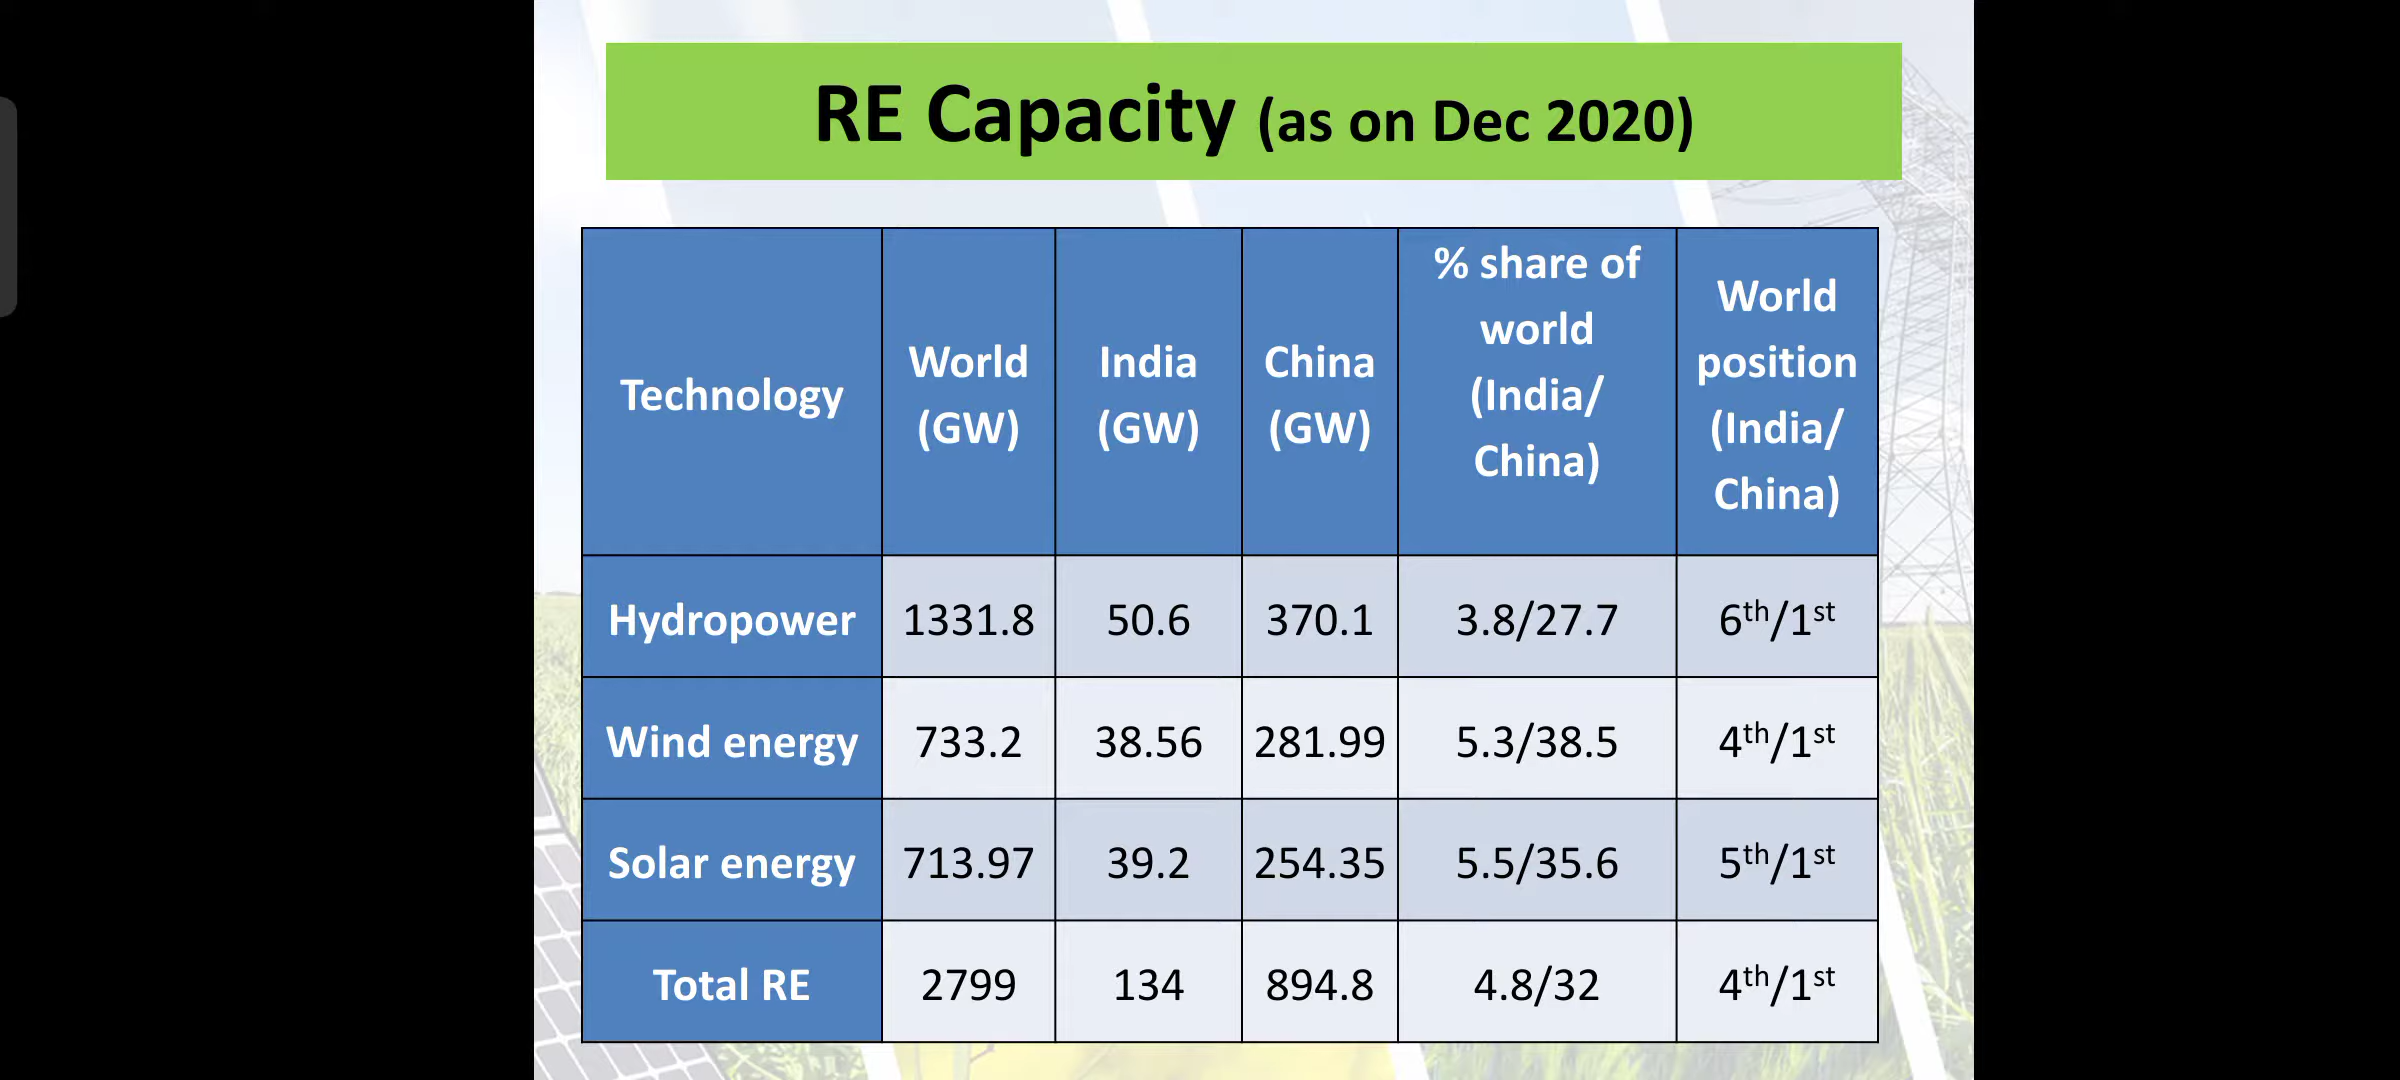 RE Capacity (as on Dec 2020)
Technology World (GW) India (GW) China (GW) % share of world (India/ China) World position (India/ China)
Hydropower 1331.8 50.6 370.1 3.8/27.7 6th/1st
Wind energy 733.2 38.56 281.99 5.3/38.5 4th/1st
Solar energy 713.97 39.2 254.35 5.5/35.6 5th/1st
Total RE 2799 134 894.8 4.8/32 4th/1st